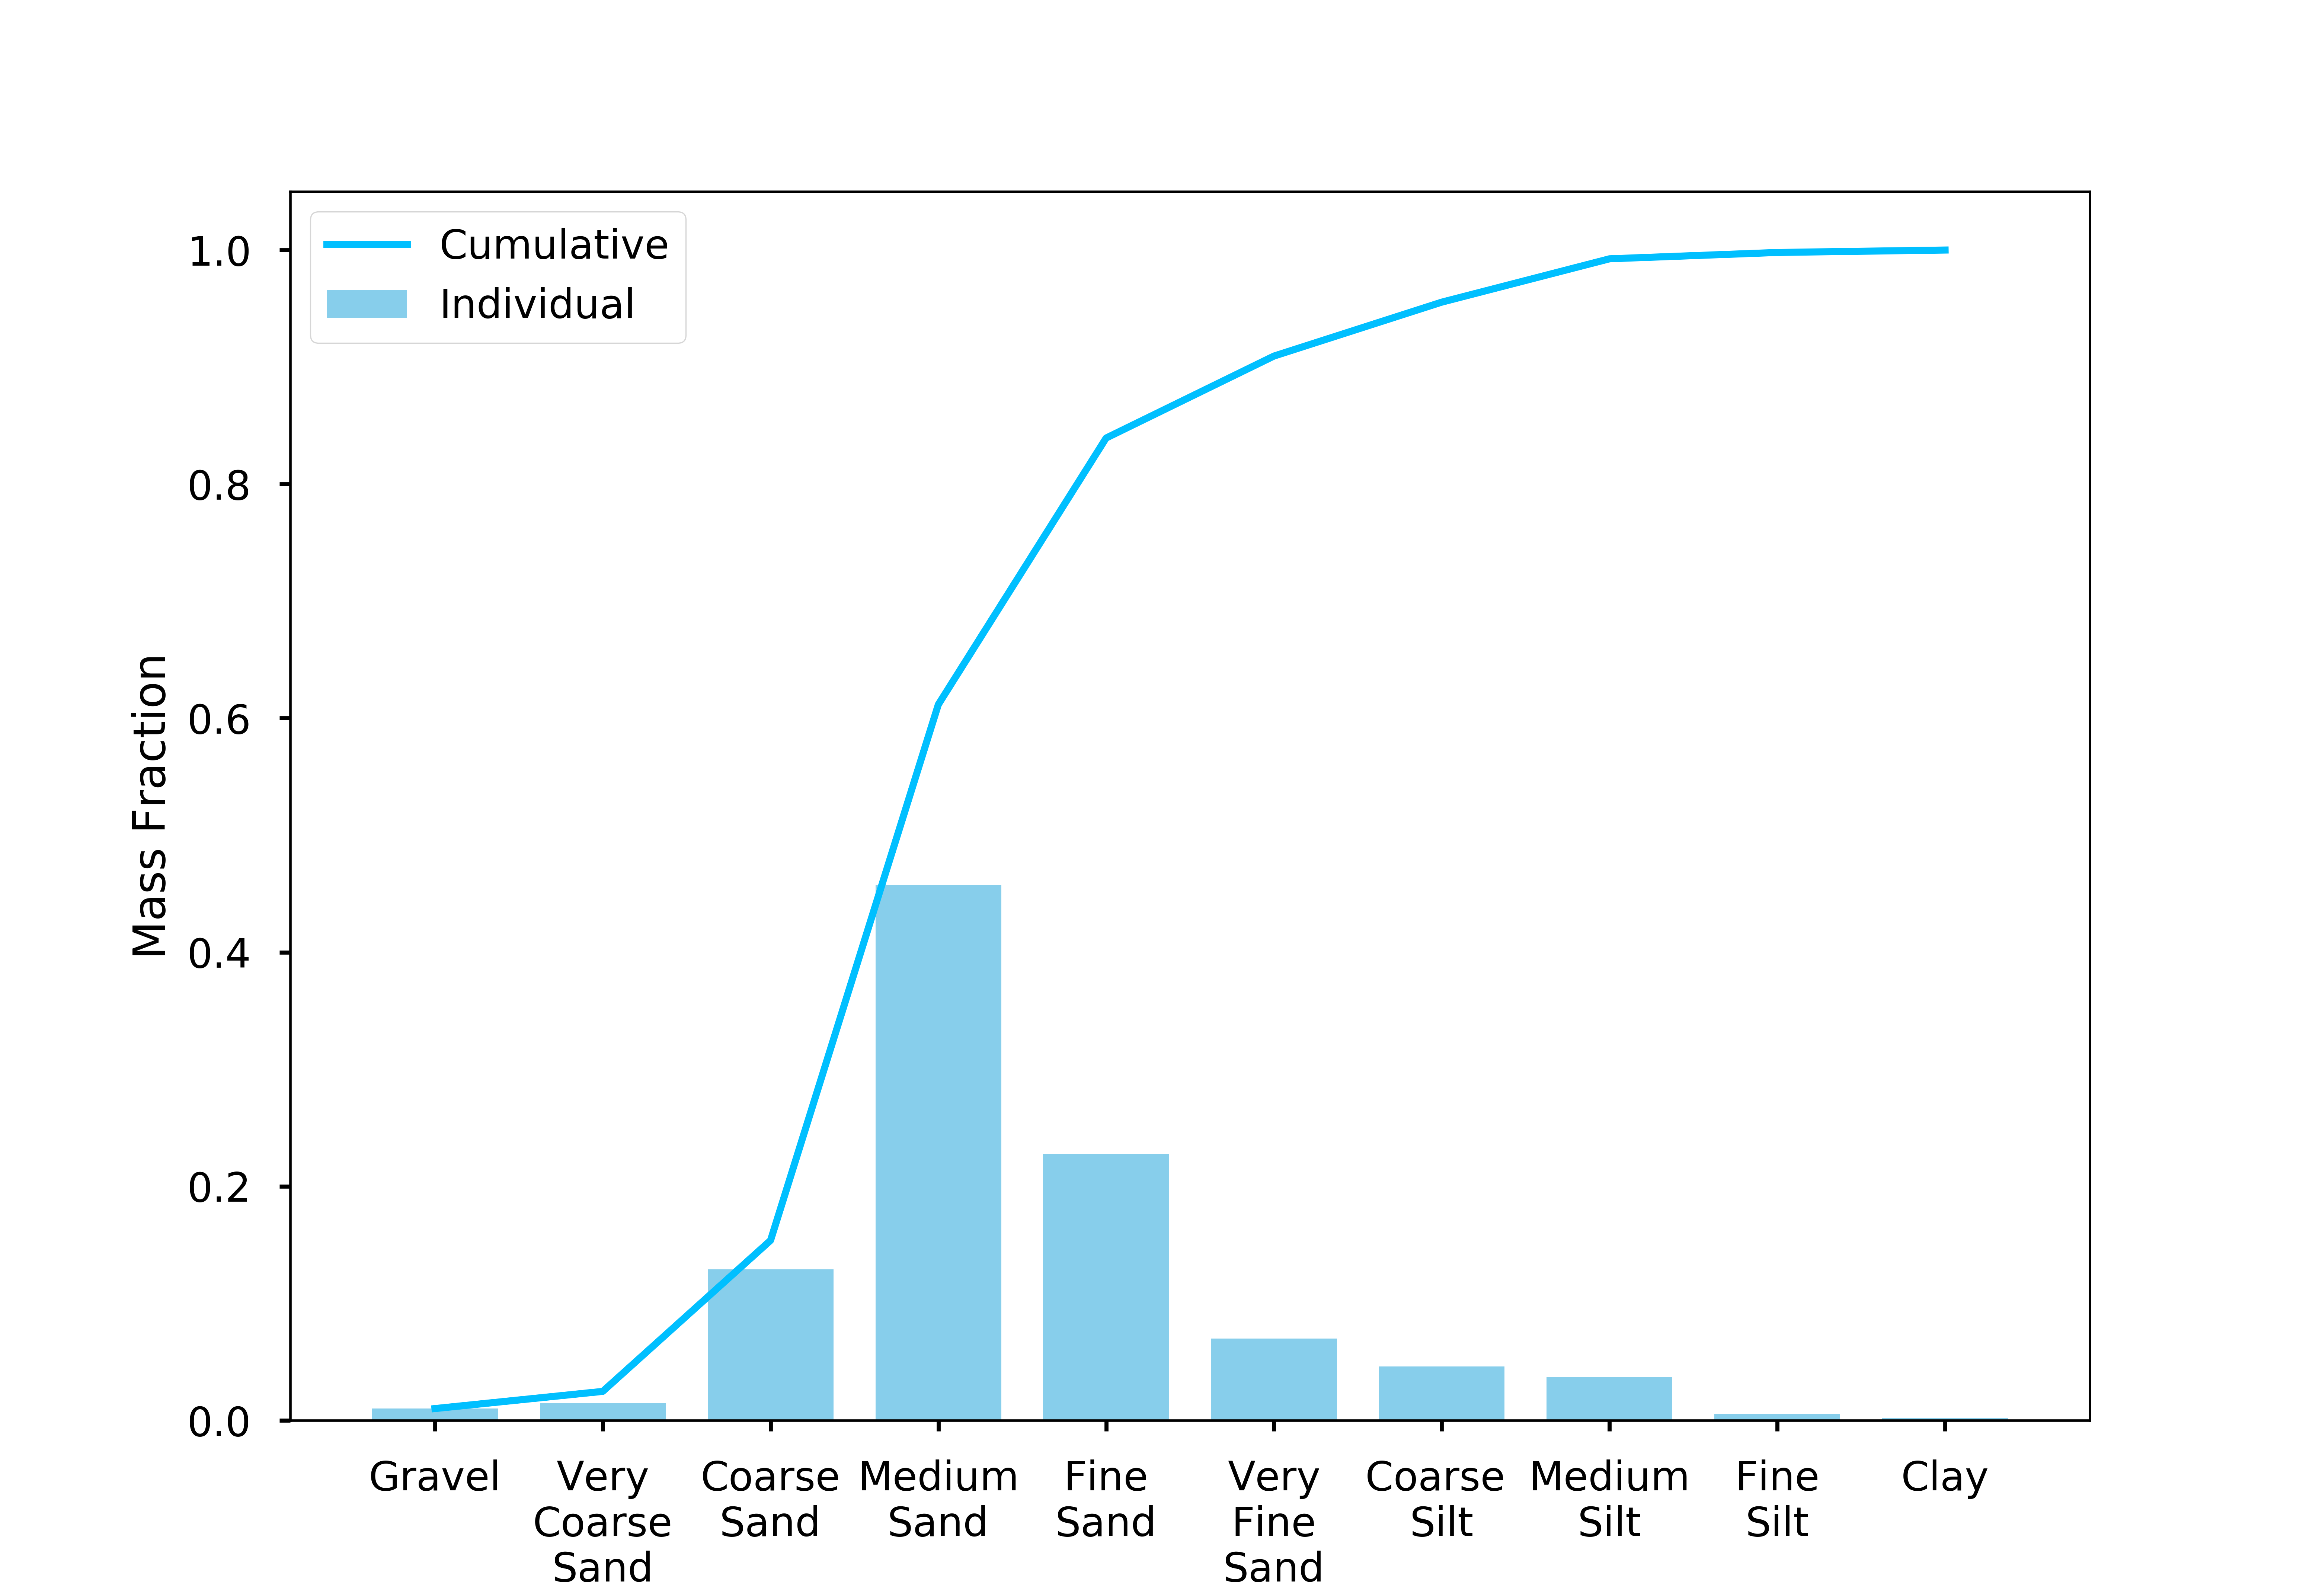 Cumulative
Individual
1.0
0.8
0.6
0.4
0.2
0.0
Mass Fraction
Gravel
Very
Coarse
Sand
Coarse
Sand
Medium
Sand
Fine
Sand
Very
Fine
Sand
Coarse
Silt
Medium
Silt
Fine
Silt
Clay